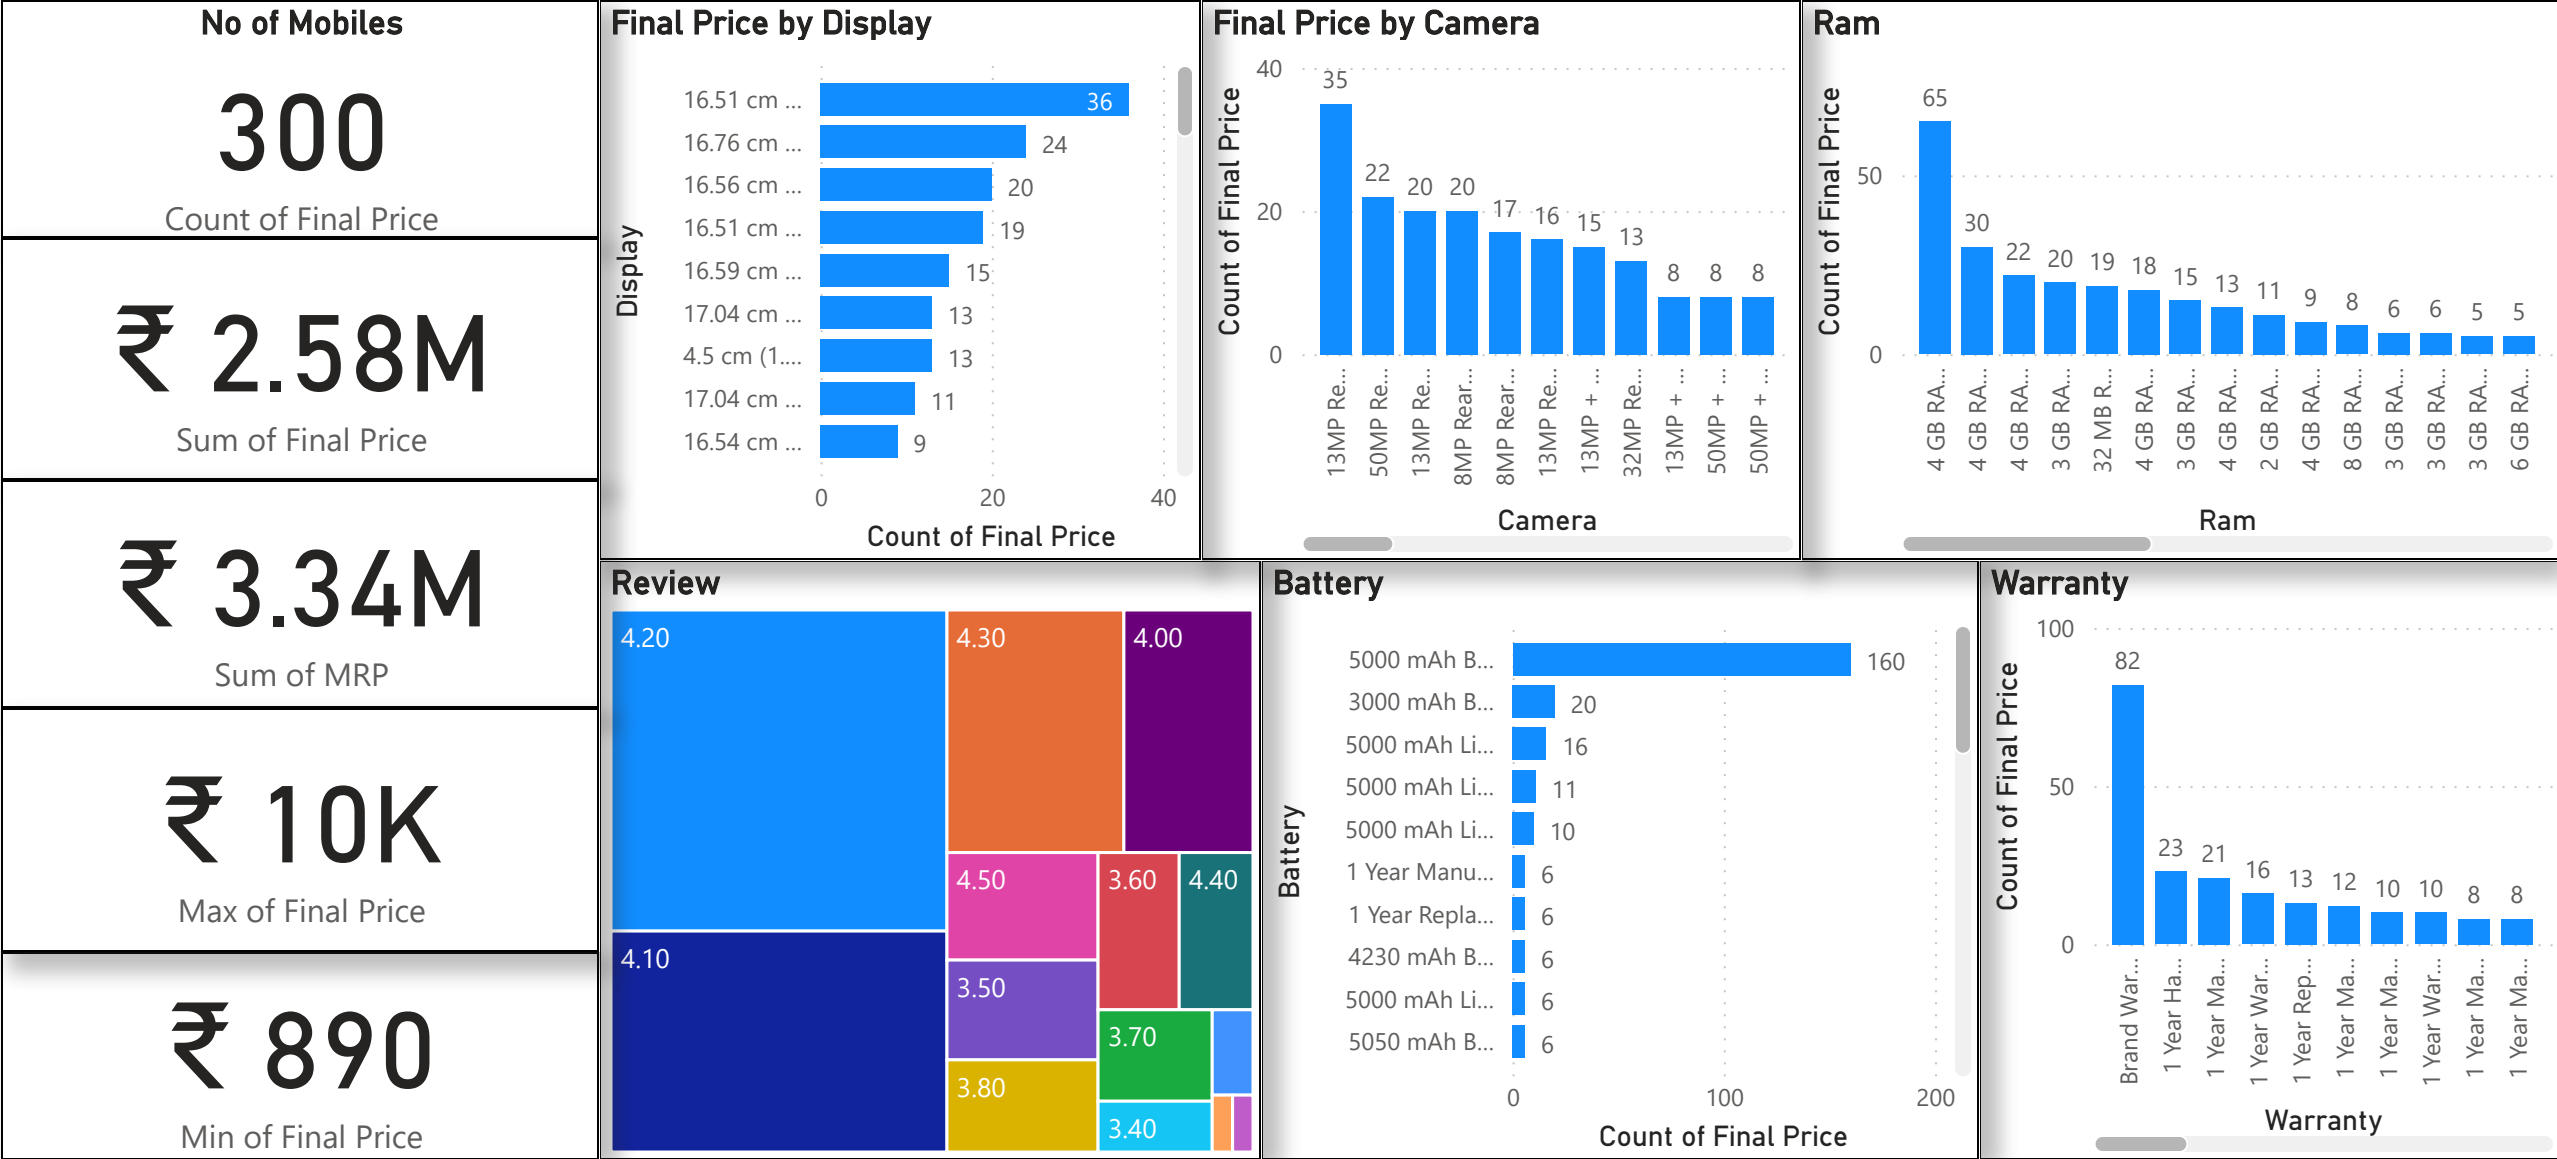 No of Mobiles
300
Count of Final Price
₹ 2.58M
Sum of Final Price
₹ 3.34M
Sum of MRP
₹ 10K
Max of Final Price
₹ 890
Min of Final Price
Final Price by Display
Display
16.51 cm ... 36
16.76 cm ... 24
16.56 cm ... 20
16.51 cm ... 19
16.59 cm ... 15
17.04 cm ... 13
4.5 cm (1.... 13
17.04 cm ... 11
16.54 cm ... 9
0 20 40
Count of Final Price
Final Price by Camera
Count of Final Price
40
20
0
35 22 20 20 17 16 15 13 8 8 8
13MP Re...
50MP Re...
13MP Re...
8MP Rear...
8MP Rear...
13MP Re...
13MP + ...
32MP Re...
13MP + ...
50MP + ...
50MP + ...
Camera
Ram
Count of Final Price
50
0
65 30 22 20 19 18 15 13 11 9 8 6 6 5 5
4 GB RA...
4 GB RA...
4 GB RA...
3 GB RA...
32 MB R...
4 GB RA...
3 GB RA...
4 GB RA...
2 GB RA...
4 GB RA...
8 GB RA...
3 GB RA...
3 GB RA...
3 GB RA...
6 GB RA...
Ram
Review
4.20
4.10
4.30
4.00
4.50
3.50
3.80
3.60
4.40
3.70
3.40
Battery
Battery
5000 mAh B... 160
3000 mAh B... 20
5000 mAh Li... 16
5000 mAh Li... 11
5000 mAh Li... 10
1 Year Manu... 6
1 Year Repla... 6
4230 mAh B... 6
5000 mAh Li... 6
5050 mAh B... 6
0 100 200
Count of Final Price
Warranty
Count of Final Price
100
50
0
82 23 21 16 13 12 10 10 8 8
Brand War...
1 Year Ha...
1 Year Ma...
1 Year War...
1 Year Rep...
1 Year Ma...
1 Year Ma...
1 Year War...
1 Year Ma...
1 Year Ma...
Warranty